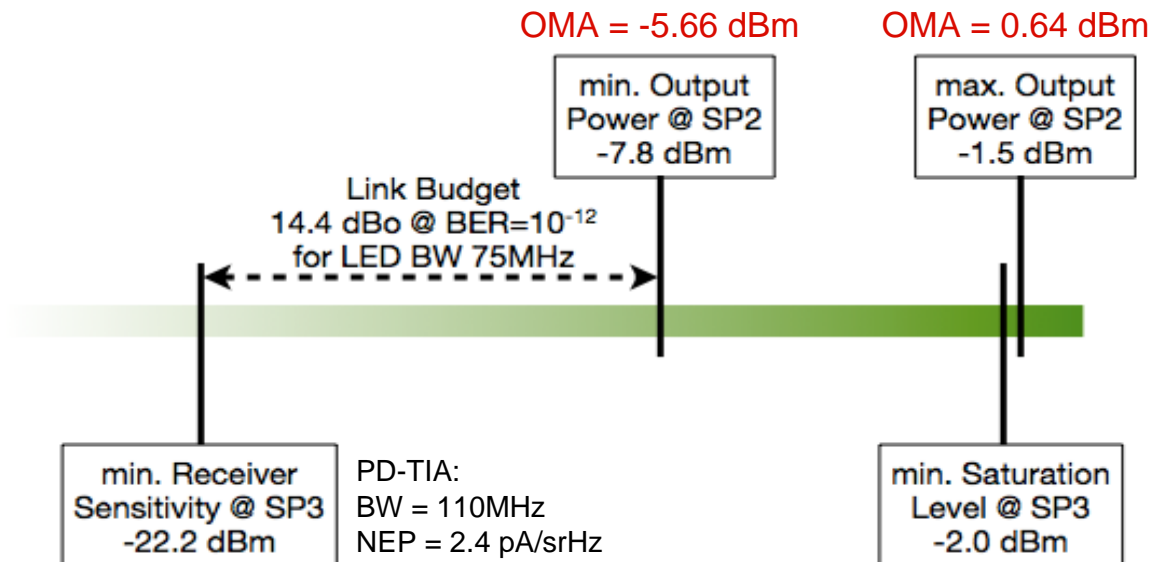 OMA = -5.66 dBm
OMA = 0.64 dBm
min. Output
Power @ SP2
-7.8 dBm
max. Output
Power @ SP2
-1.5 dBm
Link Budget
14.4 dBo @ BER=10⁻¹²
for LED BW 75MHz
min. Receiver
Sensitivity @ SP3
-22.2 dBm
PD-TIA:
BW = 110MHz
NEP = 2.4 pA/srHz
min. Saturation
Level @ SP3
-2.0 dBm